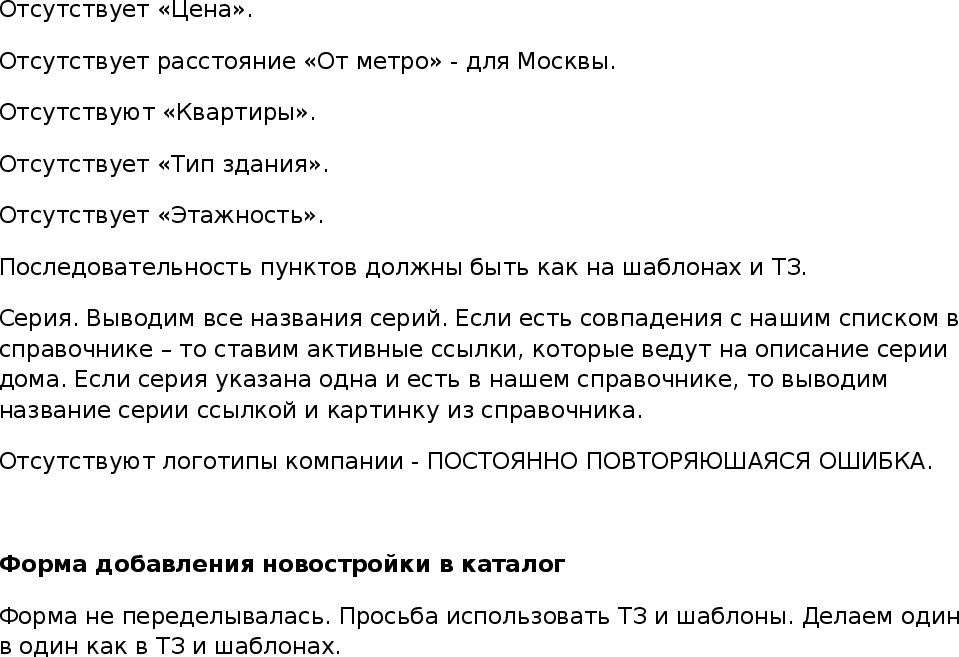 Отсутствует «Цена».
Отсутствует расстояние «От метро» - для Москвы.
Отсутствуют «Квартиры».
Отсутствует «Тип здания».
Отсутствует «Этажность».
Последовательность пунктов должны быть как на шаблонах и ТЗ.
Серия. Выводим все названия серий. Если есть совпадения с нашим списком в
справочнике – то ставим активные ссылки, которые ведут на описание серии
дома. Если серия указана одна и есть в нашем справочнике, то выводим
название серии ссылкой и картинку из справочника.
Отсутствуют логотипы компании - ПОСТОЯННО ПОВТОРЯЮШАЯСЯ ОШИБКА.
Форма добавления новостройки в каталог
Форма не переделывалась. Просьба использовать ТЗ и шаблоны. Делаем один
в один как в ТЗ и шаблонах.